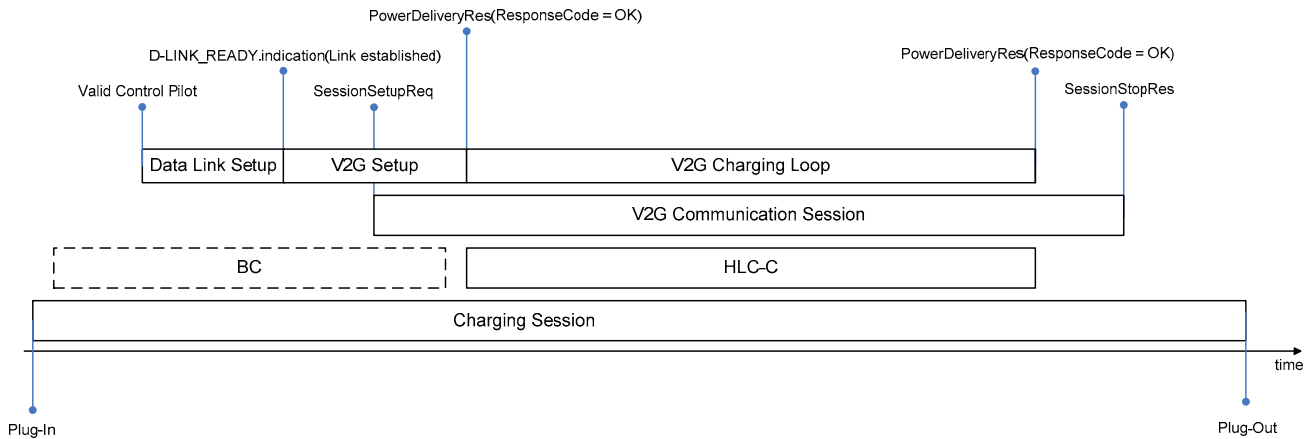 PowerDeliveryRes(ResponseCode = OK)
D-LINK_READY.indication(Link established)
PowerDeliveryRes(ResponseCode = OK)
Valid Control Pilot
SessionSetupReq
SessionStopRes
Data Link Setup
V2G Setup
V2G Charging Loop
V2G Communication Session
BC
HLC-C
Charging Session
time
Plug-In
Plug-Out